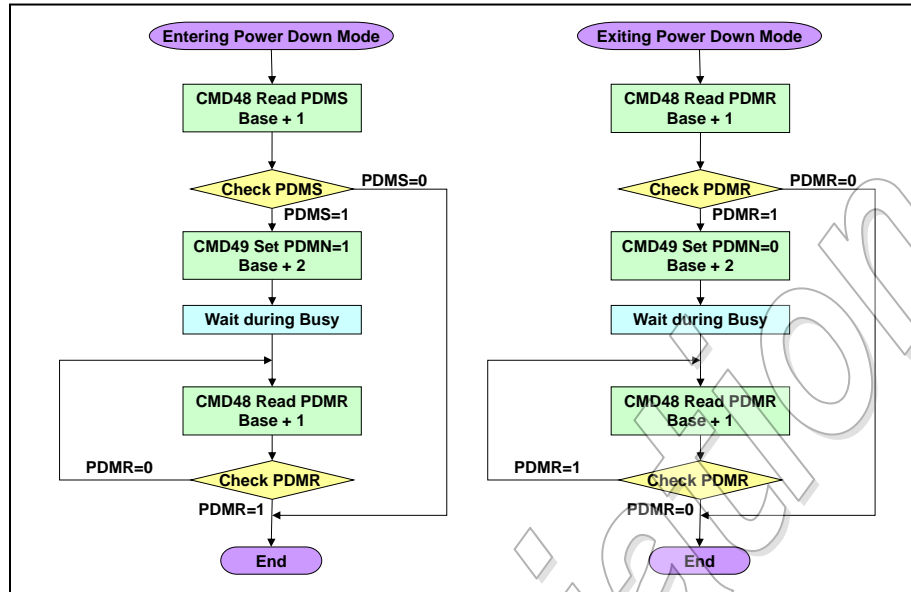 Entering Power Down Mode
CMD48 Read PDMS
Base + 1
Check PDMS
PDMS=0
PDMS=1
CMD49 Set PDMN=1
Base + 2
Wait during Busy
CMD48 Read PDMR
Base + 1
PDMR=0
Check PDMR
PDMR=1
End
Exiting Power Down Mode
CMD48 Read PDMR
Base + 1
Check PDMR
PDMR=0
PDMR=1
CMD49 Set PDMN=0
Base + 2
Wait during Busy
CMD48 Read PDMR
Base + 1
PDMR=1
Check PDMR
PDMR=0
End